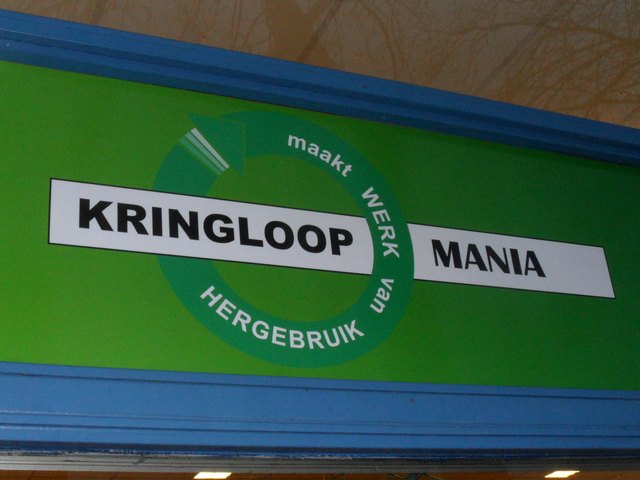 KRINGLOOP MANIA
maakt WERK van HERGEBRUIK